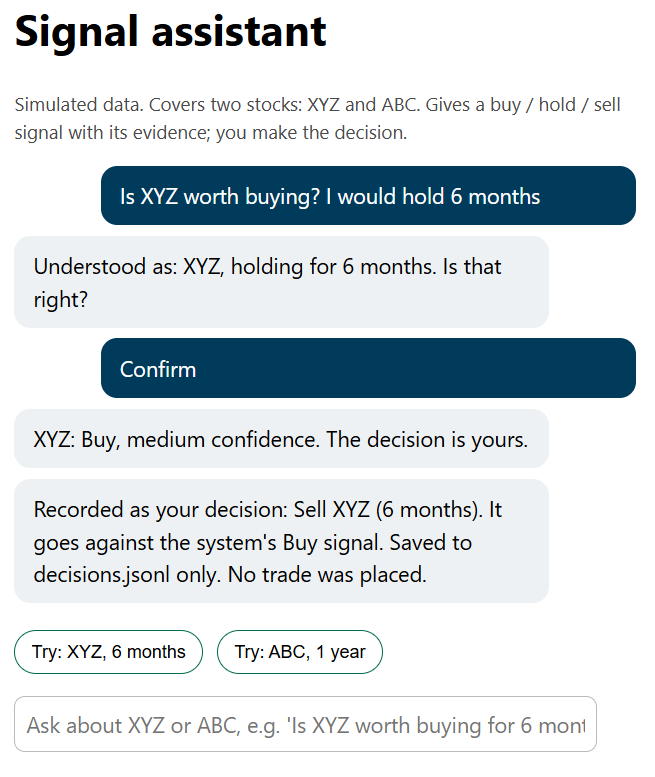 Signal assistant
Simulated data. Covers two stocks: XYZ and ABC. Gives a buy / hold / sell
signal with its evidence; you make the decision.
Is XYZ worth buying? I would hold 6 months
Understood as: XYZ, holding for 6 months. Is that
right?
Confirm
XYZ: Buy, medium confidence. The decision is yours.
Recorded as your decision: Sell XYZ (6 months). It
goes against the system's Buy signal. Saved to
decisions.jsonl only. No trade was placed.
Try: XYZ, 6 months
Try: ABC, 1 year
Ask about XYZ or ABC, e.g. 'Is XYZ worth buying for 6 mont